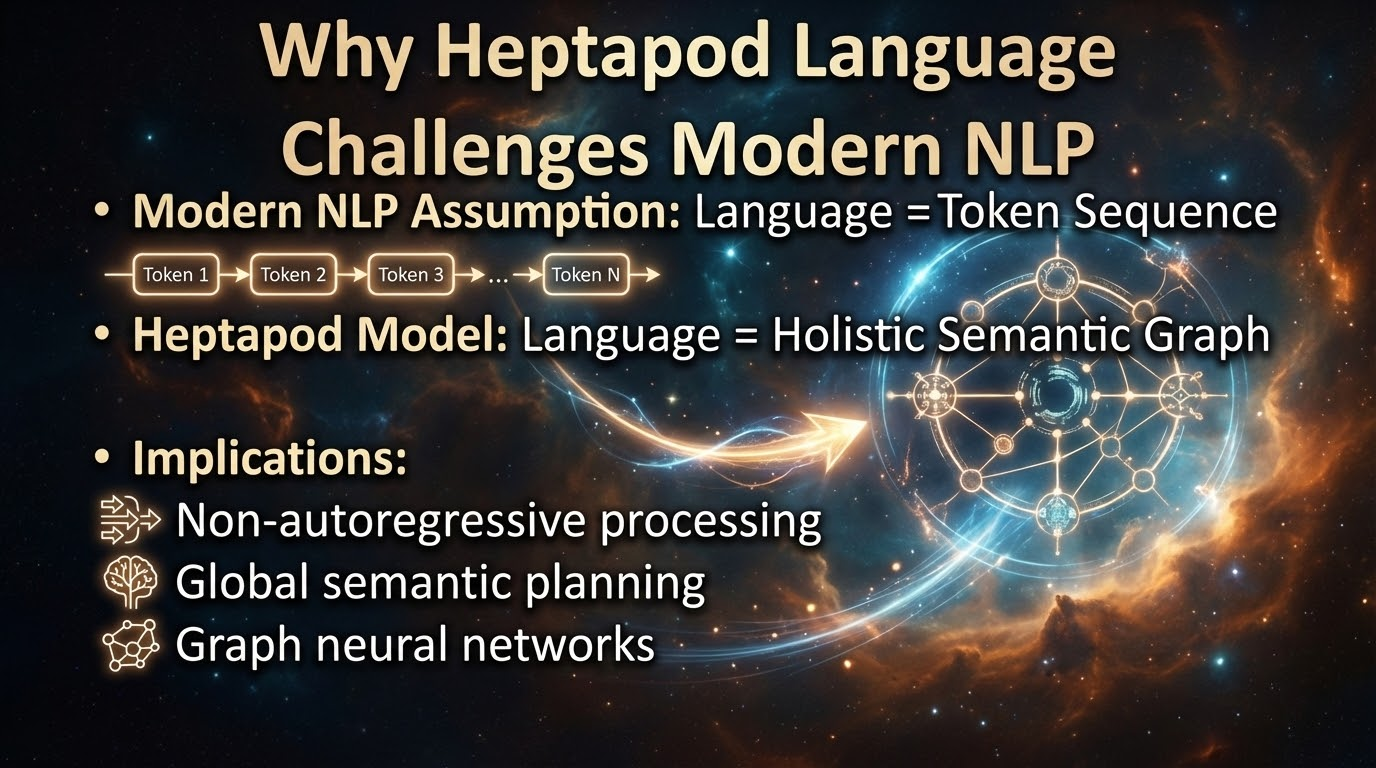 Why Heptapod Language
Challenges Modern NLP
• Modern NLP Assumption: Language = Token Sequence
Token 1 Token 2 Token 3 ... Token N
• Heptapod Model: Language = Holistic Semantic Graph
• Implications:
Non-autoregressive processing
Global semantic planning
Graph neural networks